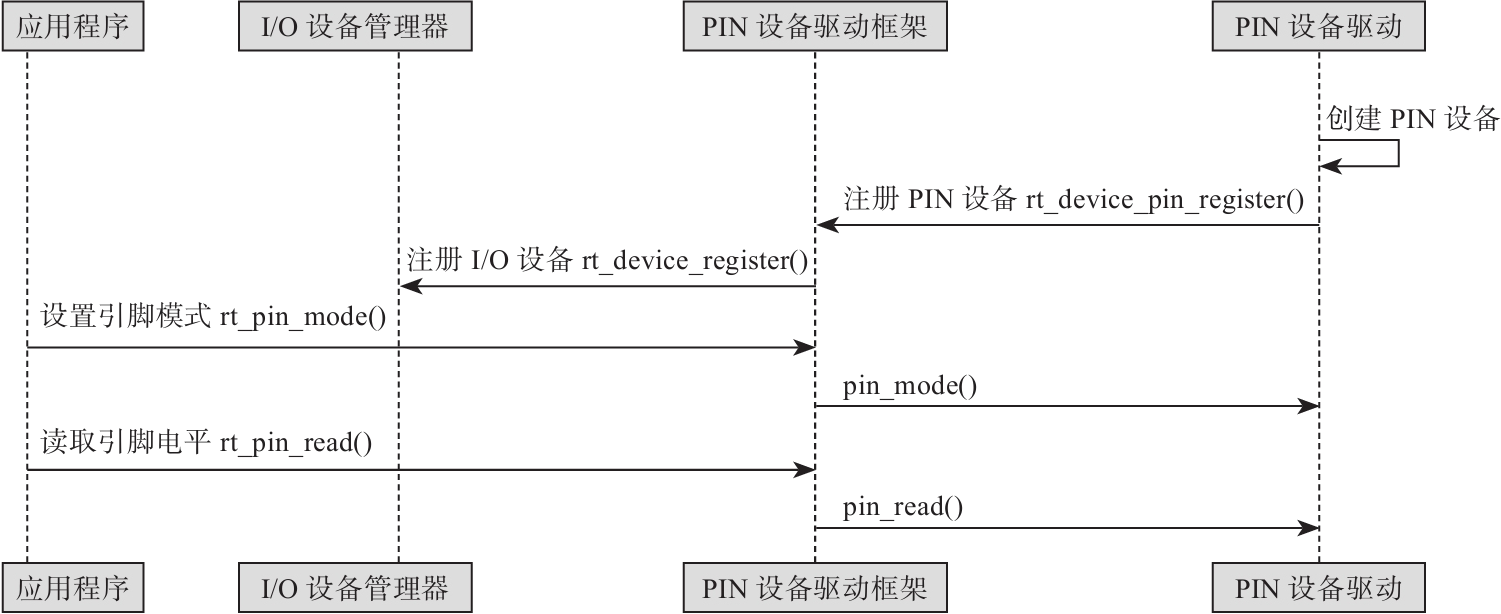 应用程序
I/O 设备管理器
PIN 设备驱动框架
PIN 设备驱动
创建 PIN 设备
注册 PIN 设备 rt_device_pin_register()
注册 I/O 设备 rt_device_register()
设置引脚模式 rt_pin_mode()
pin_mode()
读取引脚电平 rt_pin_read()
pin_read()
应用程序
I/O 设备管理器
PIN 设备驱动框架
PIN 设备驱动